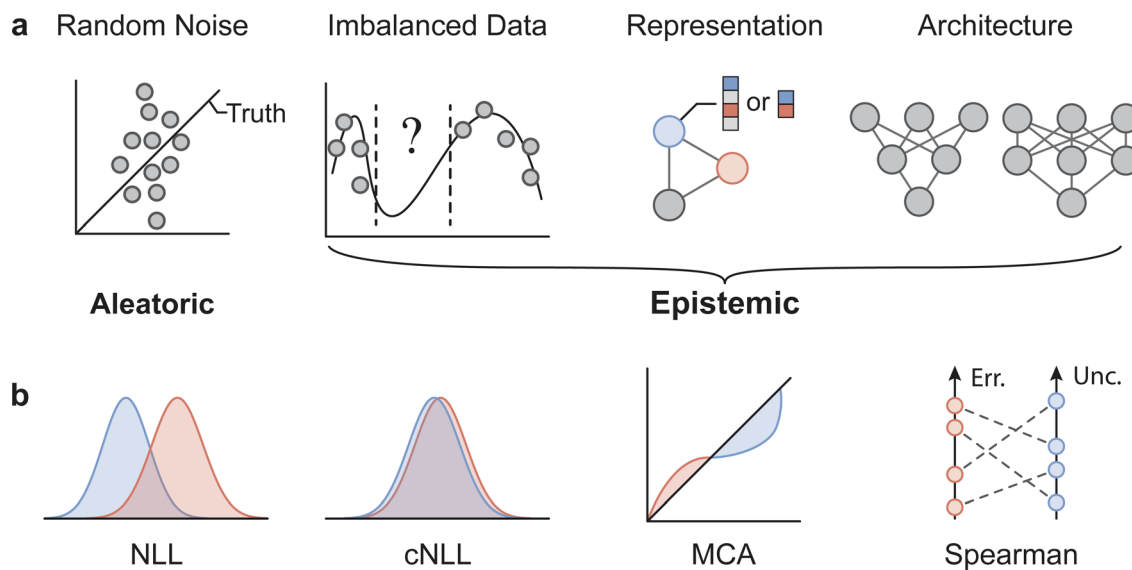 a Random Noise Imbalanced Data Representation Architecture
Truth
?
or
Aleatoric Epistemic
b
Err. Unc.
NLL cNLL MCA Spearman